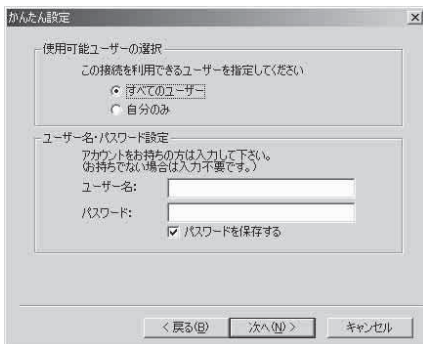 かんたん設定
使用可能ユーザーの選択
この接続を利用できるユーザーを指定してください
すべてのユーザー
自分のみ
ユーザー名・パスワード設定
アカウントをお持ちの方は入力して下さい。
(お持ちでない場合は入力不要です。)
ユーザー名:
パスワード:
パスワードを保存する
< 戻る(B) 次へ(N) > キャンセル